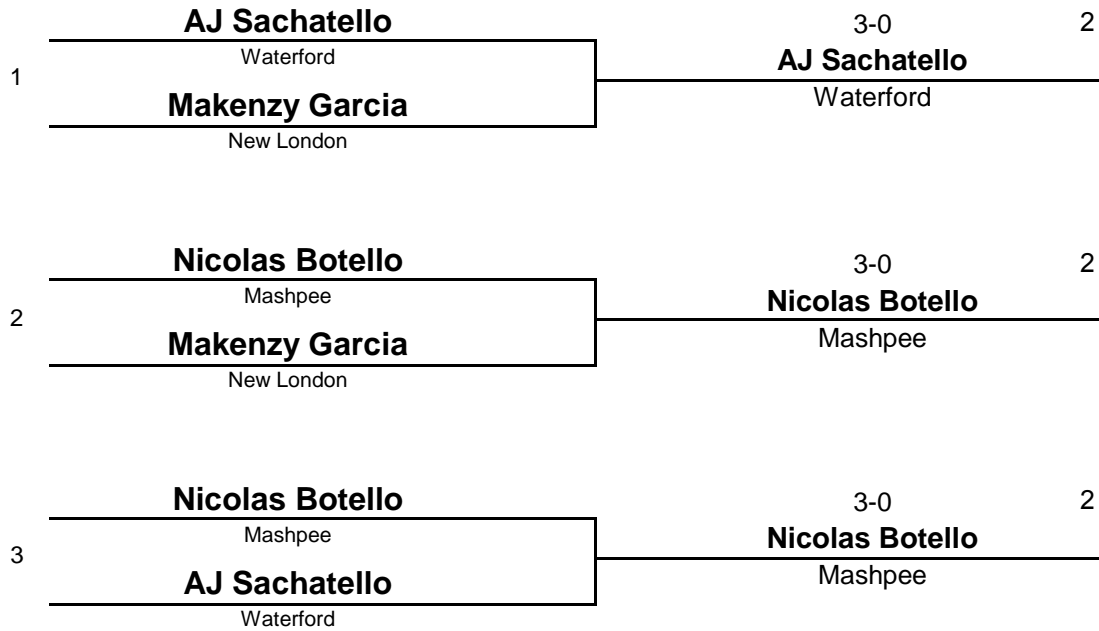 AJ Sachatello
3-0 2
Waterford
AJ Sachatello
1
Waterford
Makenzy Garcia
New London
Nicolas Botello
3-0 2
Mashpee
Nicolas Botello
2
Mashpee
Makenzy Garcia
New London
Nicolas Botello
3-0 2
Mashpee
Nicolas Botello
3
Mashpee
AJ Sachatello
Waterford